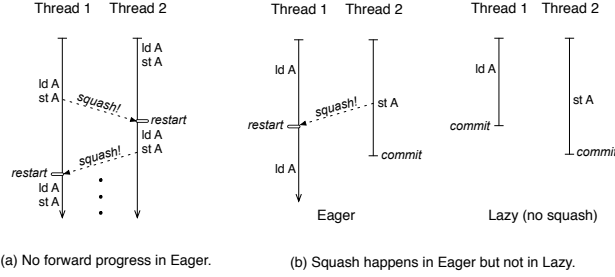 Thread 1 Thread 2
ld A
st A
ld A
st A
squash!
restart
ld A
st A
squash!
restart
ld A
st A
(a) No forward progress in Eager.
Thread 1 Thread 2
ld A
st A
squash!
restart
ld A
commit
Eager
Thread 1 Thread 2
ld A
st A
commit
commit
Lazy (no squash)
(b) Squash happens in Eager but not in Lazy.